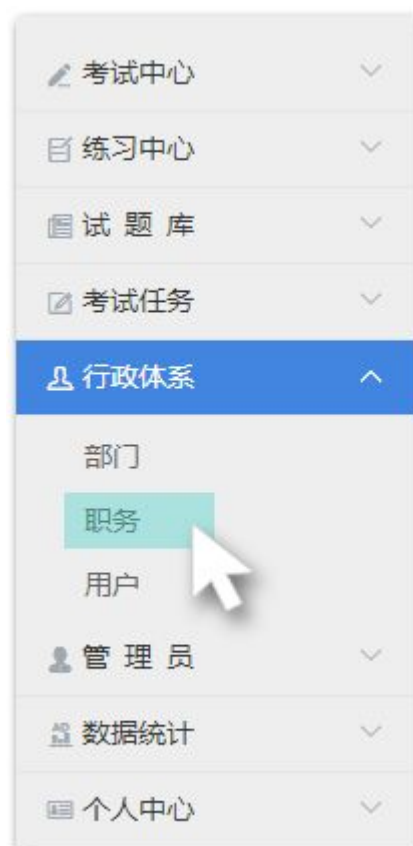 考试中心
练习中心
试 题 库
考试任务
行政体系
部门
职务
用户
管 理 员
数据统计
个人中心